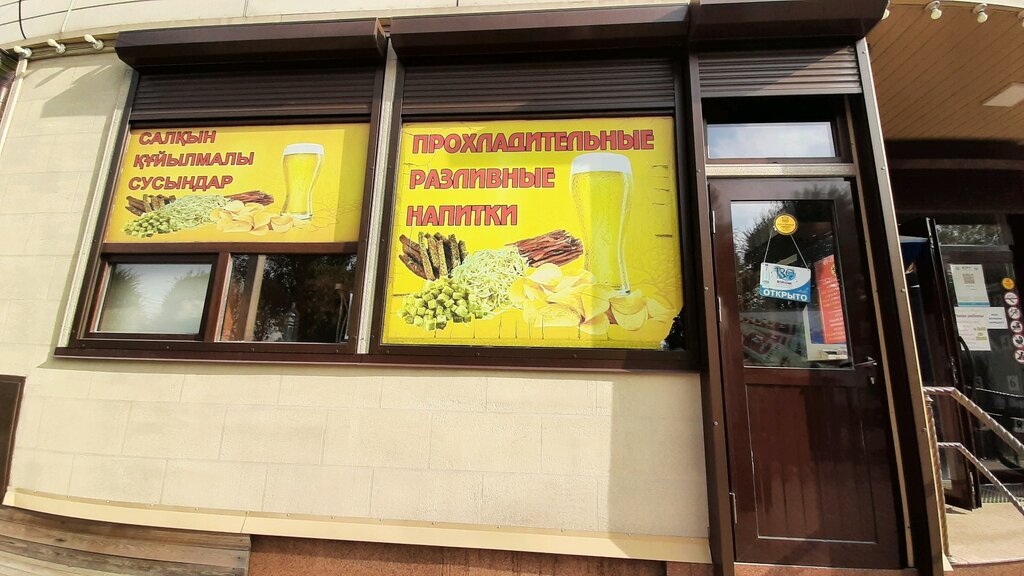 САЛҚЫН
ҚҰЙЫЛМАЛЫ
СУСЫНДАР
ПРОХЛАДИТЕЛЬНЫЕ
РАЗЛИВНЫЕ
НАПИТКИ
ОТКРЫТО